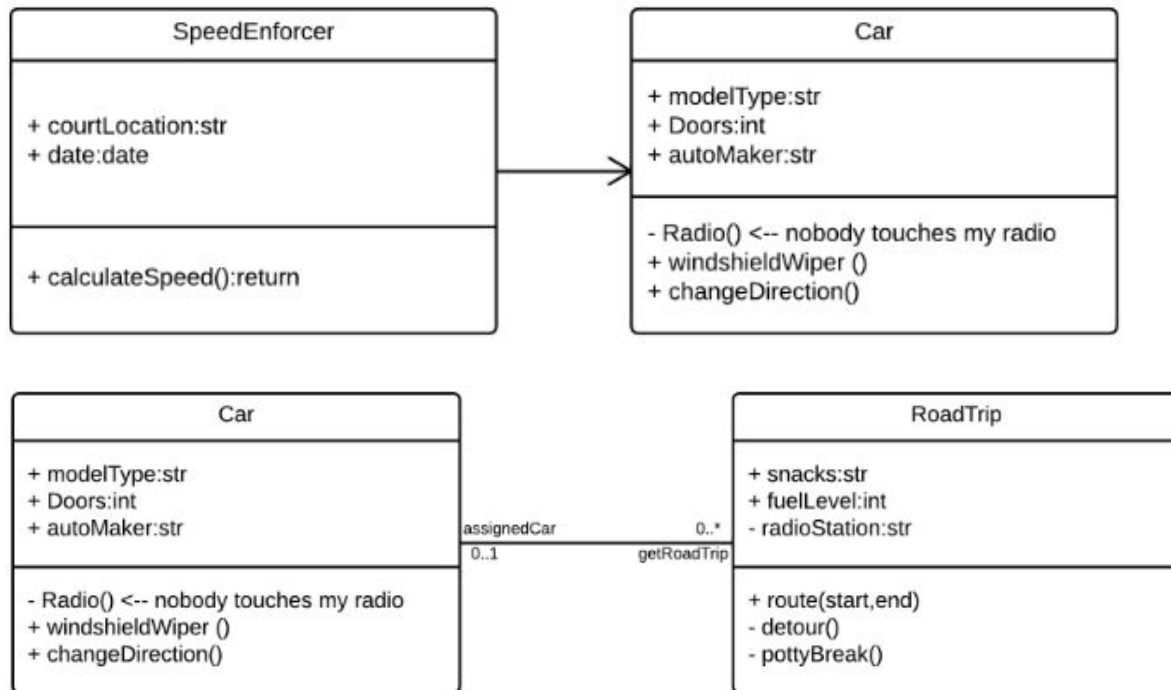 SpeedEnforcer
+ courtLocation:str
+ date:date
+ calculateSpeed():return
Car
+ modelType:str
+ Doors:int
+ autoMaker:str
- Radio() <-- nobody touches my radio
+ windshieldWiper ()
+ changeDirection()
Car
+ modelType:str
+ Doors:int
+ autoMaker:str
- Radio() <-- nobody touches my radio
+ windshieldWiper ()
+ changeDirection()
assignedCar
0..1
0..*
getRoadTrip
RoadTrip
+ snacks:str
+ fuelLevel:int
- radioStation:str
+ route(start,end)
- detour()
- pottyBreak()